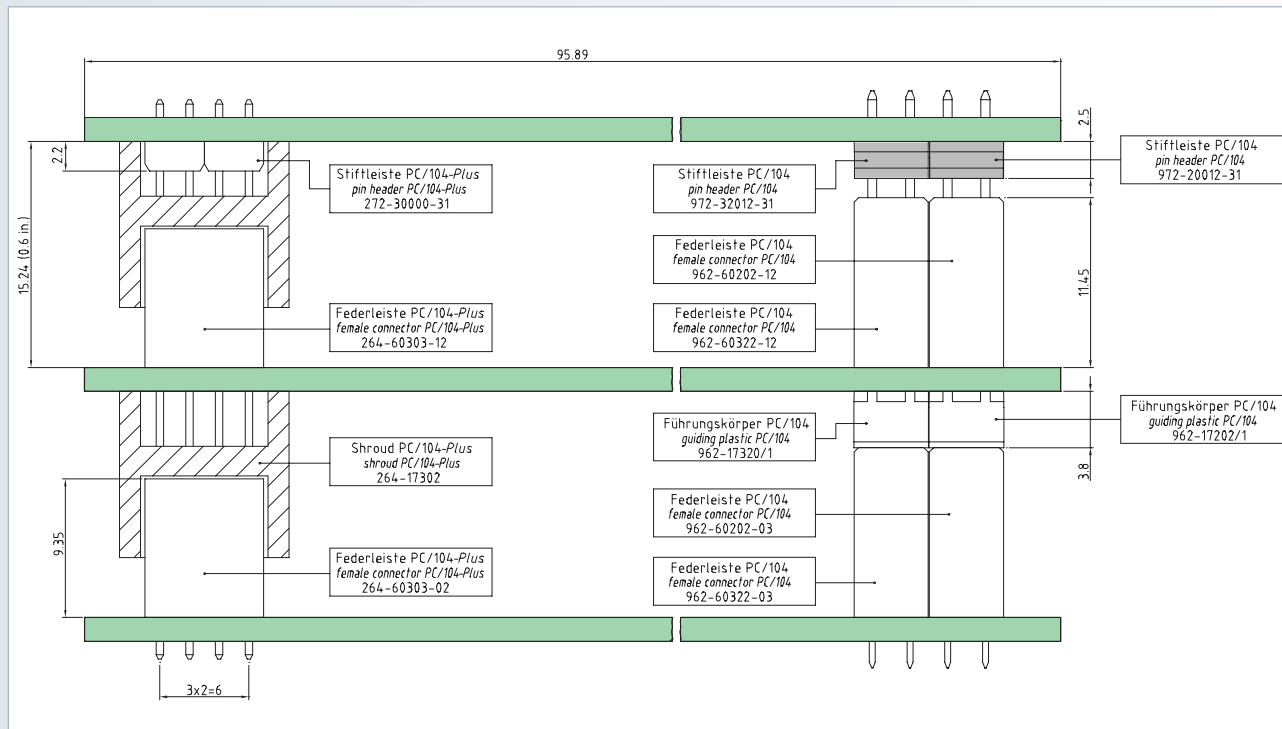 95.89
2.2
15.24 (0.6 in.)
Stiftleiste PC/104-Plus
pin header PC/104-Plus
272-30000-31
Stiftleiste PC/104
pin header PC/104
972-32012-31
2.5
Stiftleiste PC/104
pin header PC/104
972-20012-31
Federleiste PC/104
female connector PC/104
962-60202-12
11.45
Federleiste PC/104-Plus
female connector PC/104-Plus
264-60303-12
Federleiste PC/104
female connector PC/104
962-60322-12
Shroud PC/104-Plus
shroud PC/104-Plus
264-17302
Führungskörper PC/104
guiding plastic PC/104
962-17320/1
Führungskörper PC/104
guiding plastic PC/104
962-17202/1
3.8
9.35
Federleiste PC/104
female connector PC/104
962-60202-03
Federleiste PC/104-Plus
female connector PC/104-Plus
264-60303-02
Federleiste PC/104
female connector PC/104
962-60322-03
3x2=6